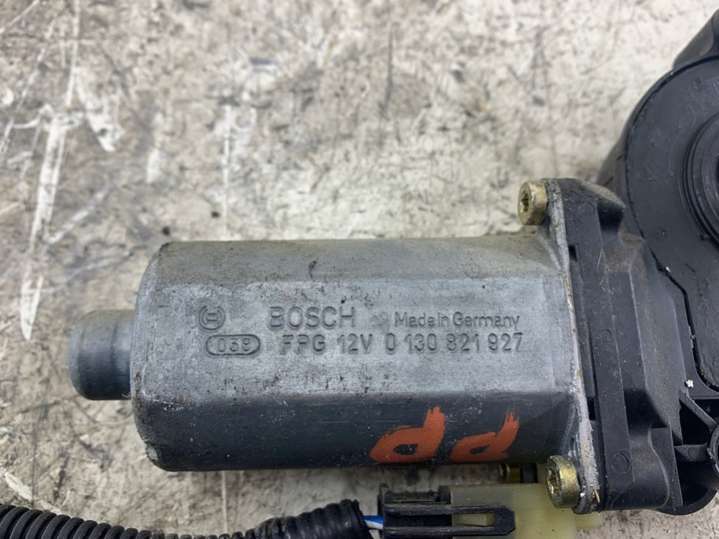 BOSCH Made in Germany
FPG 12V 0 130 821 927
PP